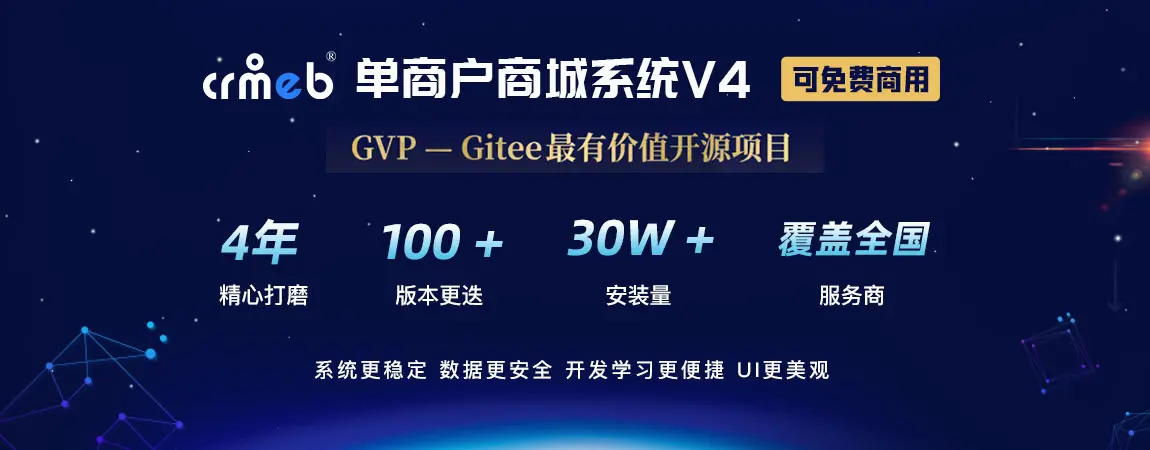 crmeb® 单商户商城系统V4 可免费商用
GVP — Gitee最有价值开源项目
4年 100 + 30W + 覆盖全国
精心打磨 版本更迭 安装量 服务商
系统更稳定 数据更安全 开发学习更便捷 UI更美观